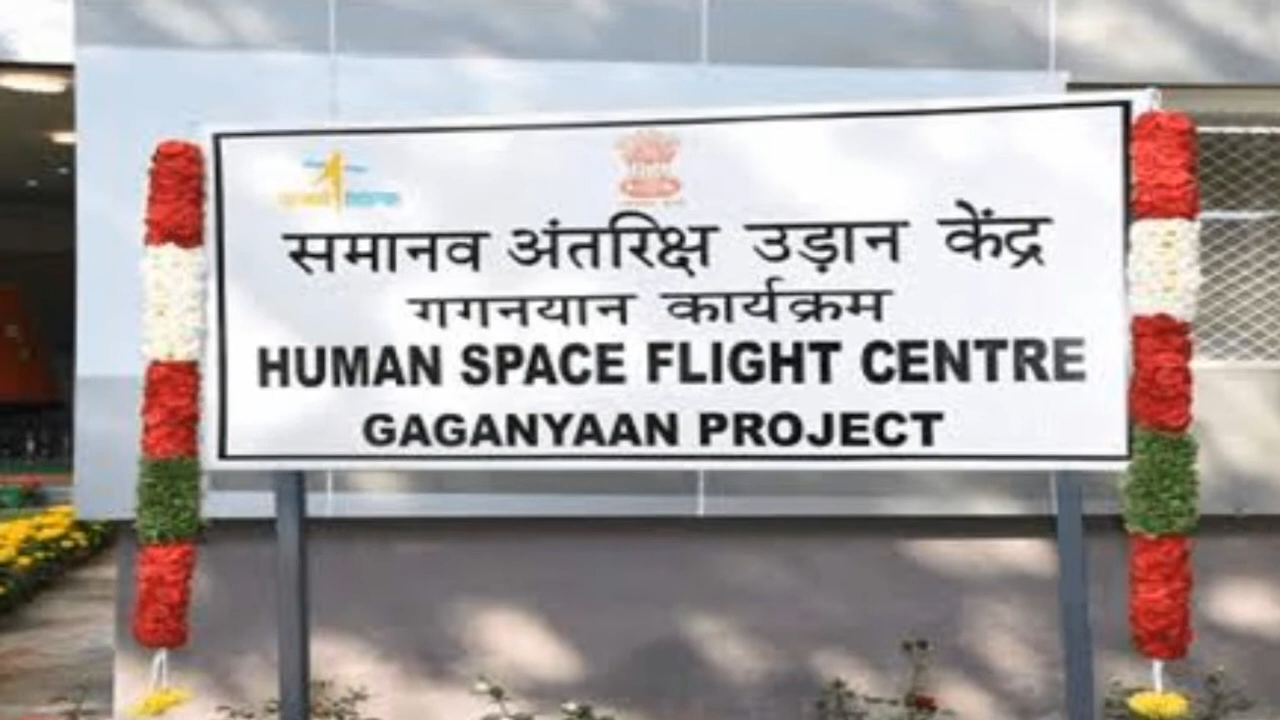 समानव अंतरिक्ष उड़ान केंद्र
गगनयान कार्यक्रम
HUMAN SPACE FLIGHT CENTRE
GAGANYAAN PROJECT